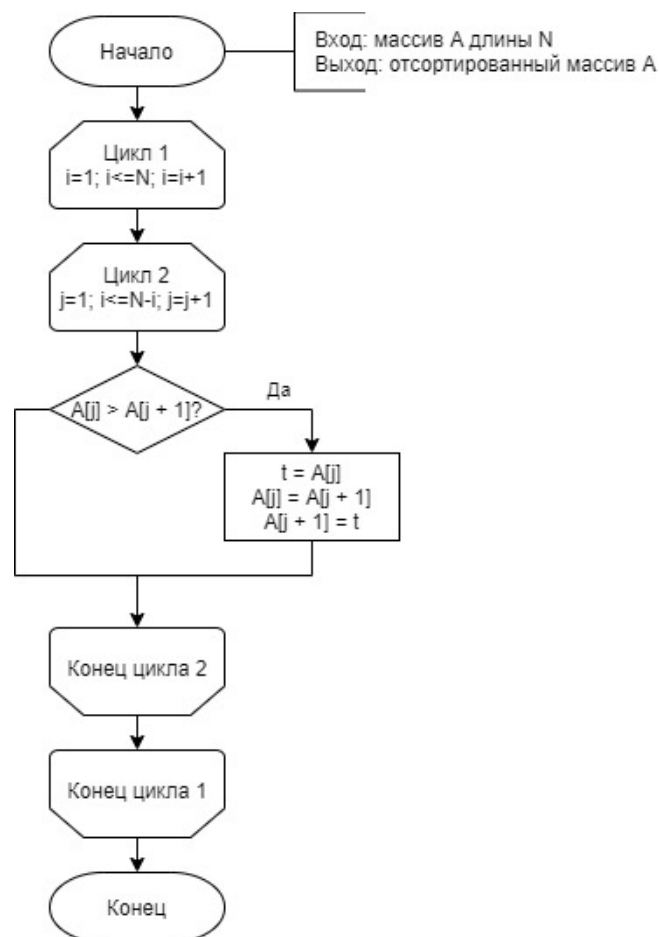 Начало
Вход: массив А длины N
Выход: отсортированный массив А
Цикл 1
i=1; i<=N; i=i+1
Цикл 2
j=1; i<=N-i; j=j+1
A[j] > A[j + 1]?
Да
t = A[j]
A[j] = A[j + 1]
A[j + 1] = t
Конец цикла 2
Конец цикла 1
Конец